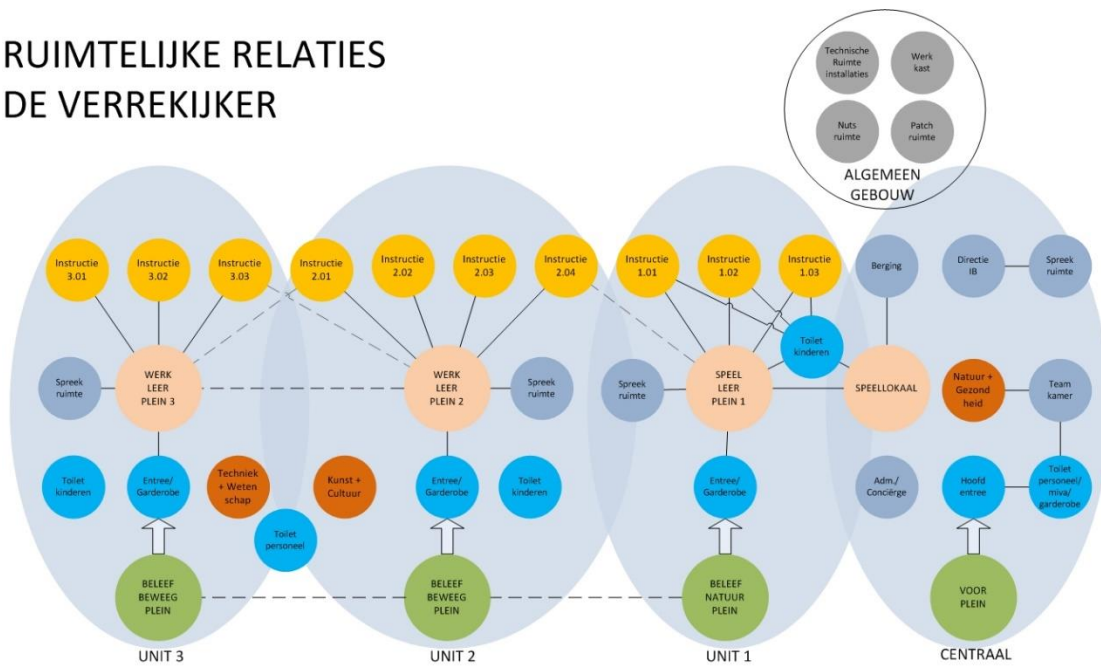 RUIMTELIJKE RELATIES
DE VERREKIJKER
Technische
Ruimte
installaties
Werk
kast
Nuts
ruimte
Patch
ruimte
ALGEMEEN
GEBOUW
Instructie
3.01
Instructie
3.02
Instructie
3.03
Instructie
2.01
Instructie
2.02
Instructie
2.03
Instructie
2.04
Instructie
1.01
Instructie
1.02
Instructie
1.03
Berging
Directie
IB
Spreek
ruimte
Toilet
kinderen
Spreek
ruimte
WERK
LEER
PLEIN 3
WERK
LEER
PLEIN 2
Spreek
ruimte
Spreek
ruimte
SPEEL
LEER
PLEIN 1
SPEELLOKAAL
Natuur +
Gezond
heid
Team
kamer
Toilet
kinderen
Entree/
Garderobe
Techniek
+ Weten
schap
Kunst +
Cultuur
Entree/
Garderobe
Toilet
kinderen
Entree/
Garderobe
Adm./
Conciërge
Hoofd
entree
Toilet
personeel/
miva/
garderobe
Toilet
personeel
BELEEF
BEWEEG
PLEIN
BELEEF
BEWEEG
PLEIN
BELEEF
NATUUR
PLEIN
VOOR
PLEIN
UNIT 3
UNIT 2
UNIT 1
CENTRAAL